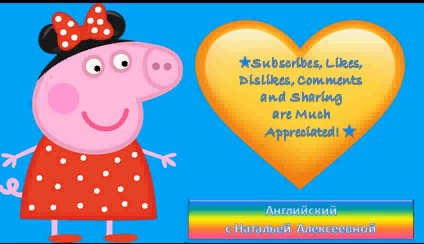 ★Subscribes, Likes,
Dislikes, Comments
and Sharing
are Much
Appreciated! ★
Английский
с Натальей Алексеевной